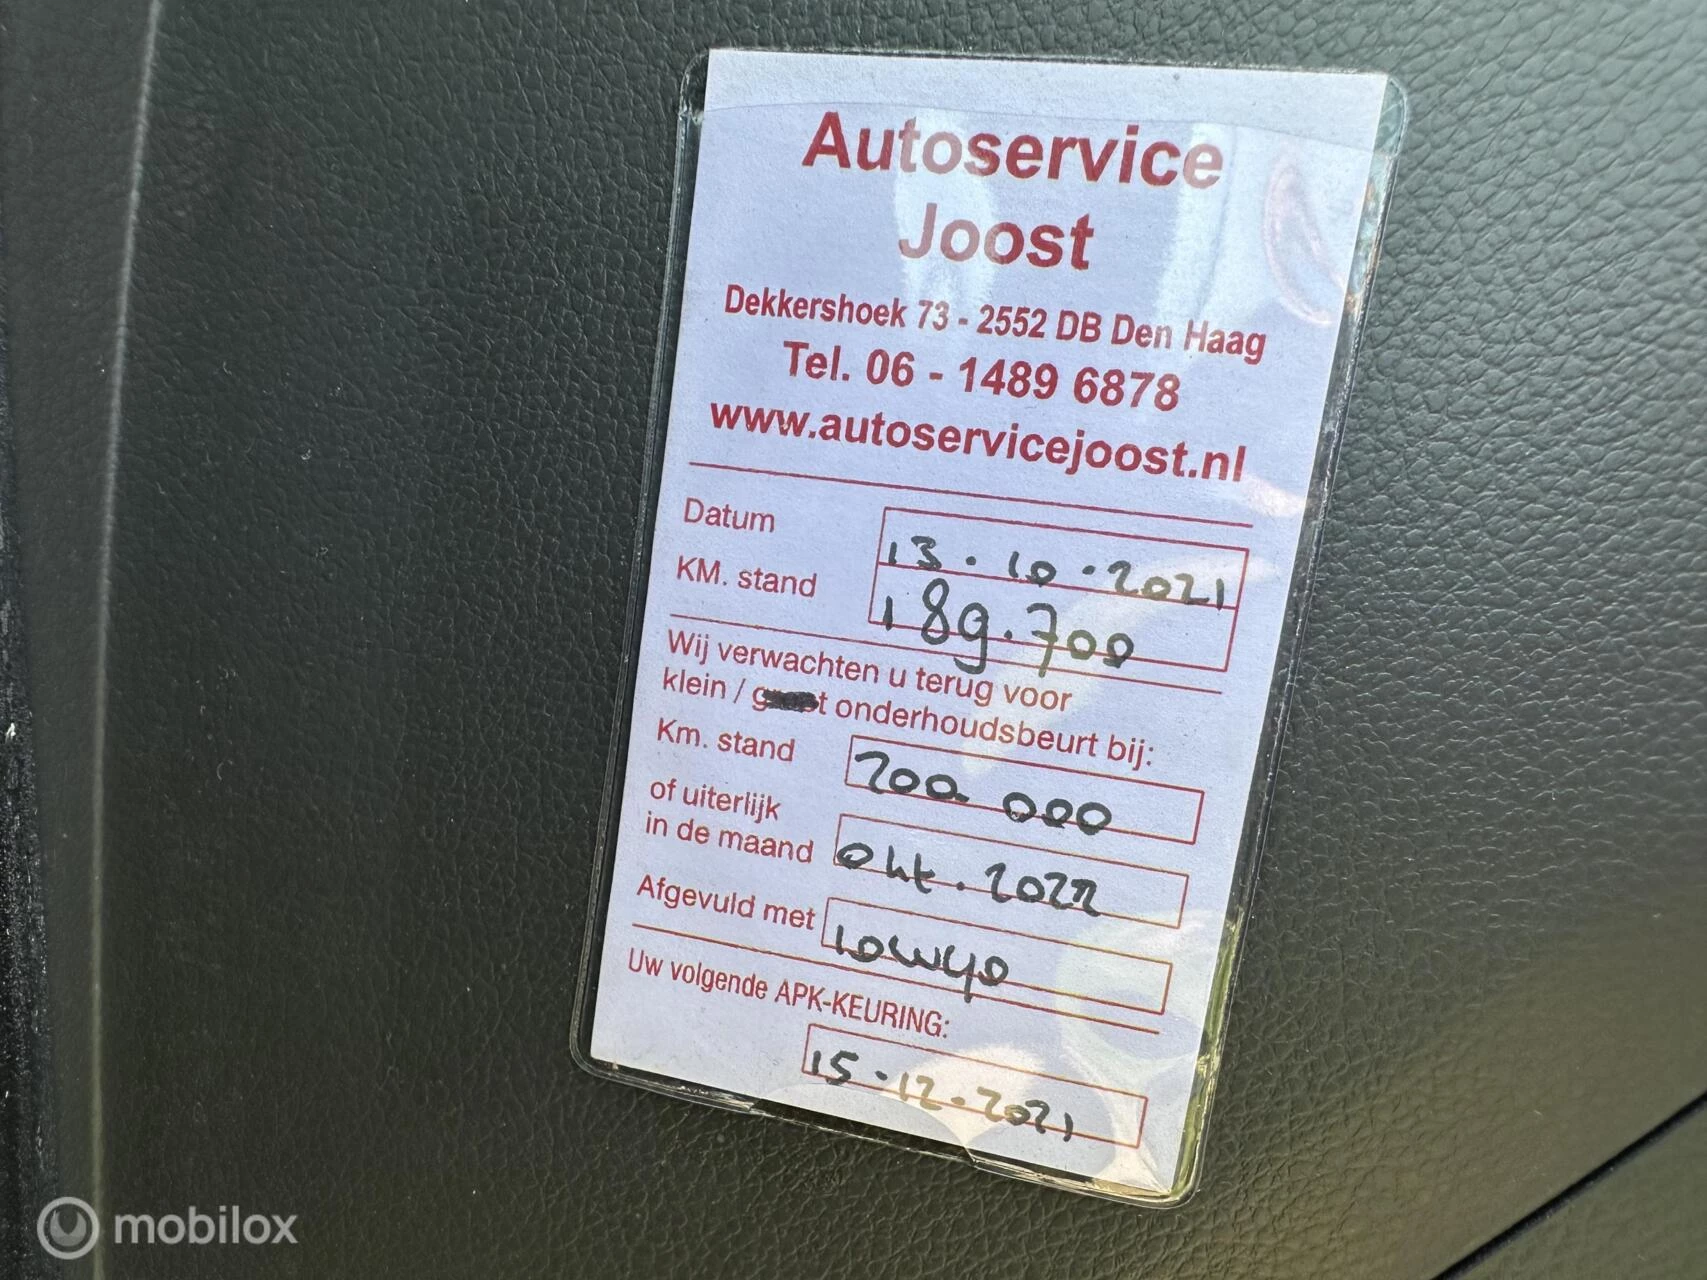 Autoservice
Joost
Dekkershoek 73 - 2552 DB Den Haag
Tel. 06 - 1489 6878
www.autoservicejoost.nl
Datum 13.10.2021
KM. stand 189.700
Wij verwachten u terug voor
klein / onderhoudsbeurt bij:
Km. stand 200.000
of uiterlijk
in de maand okt. 2022
Afgevuld met 10W40
Uw volgende APK-KEURING:
15.12.2021
mobilox